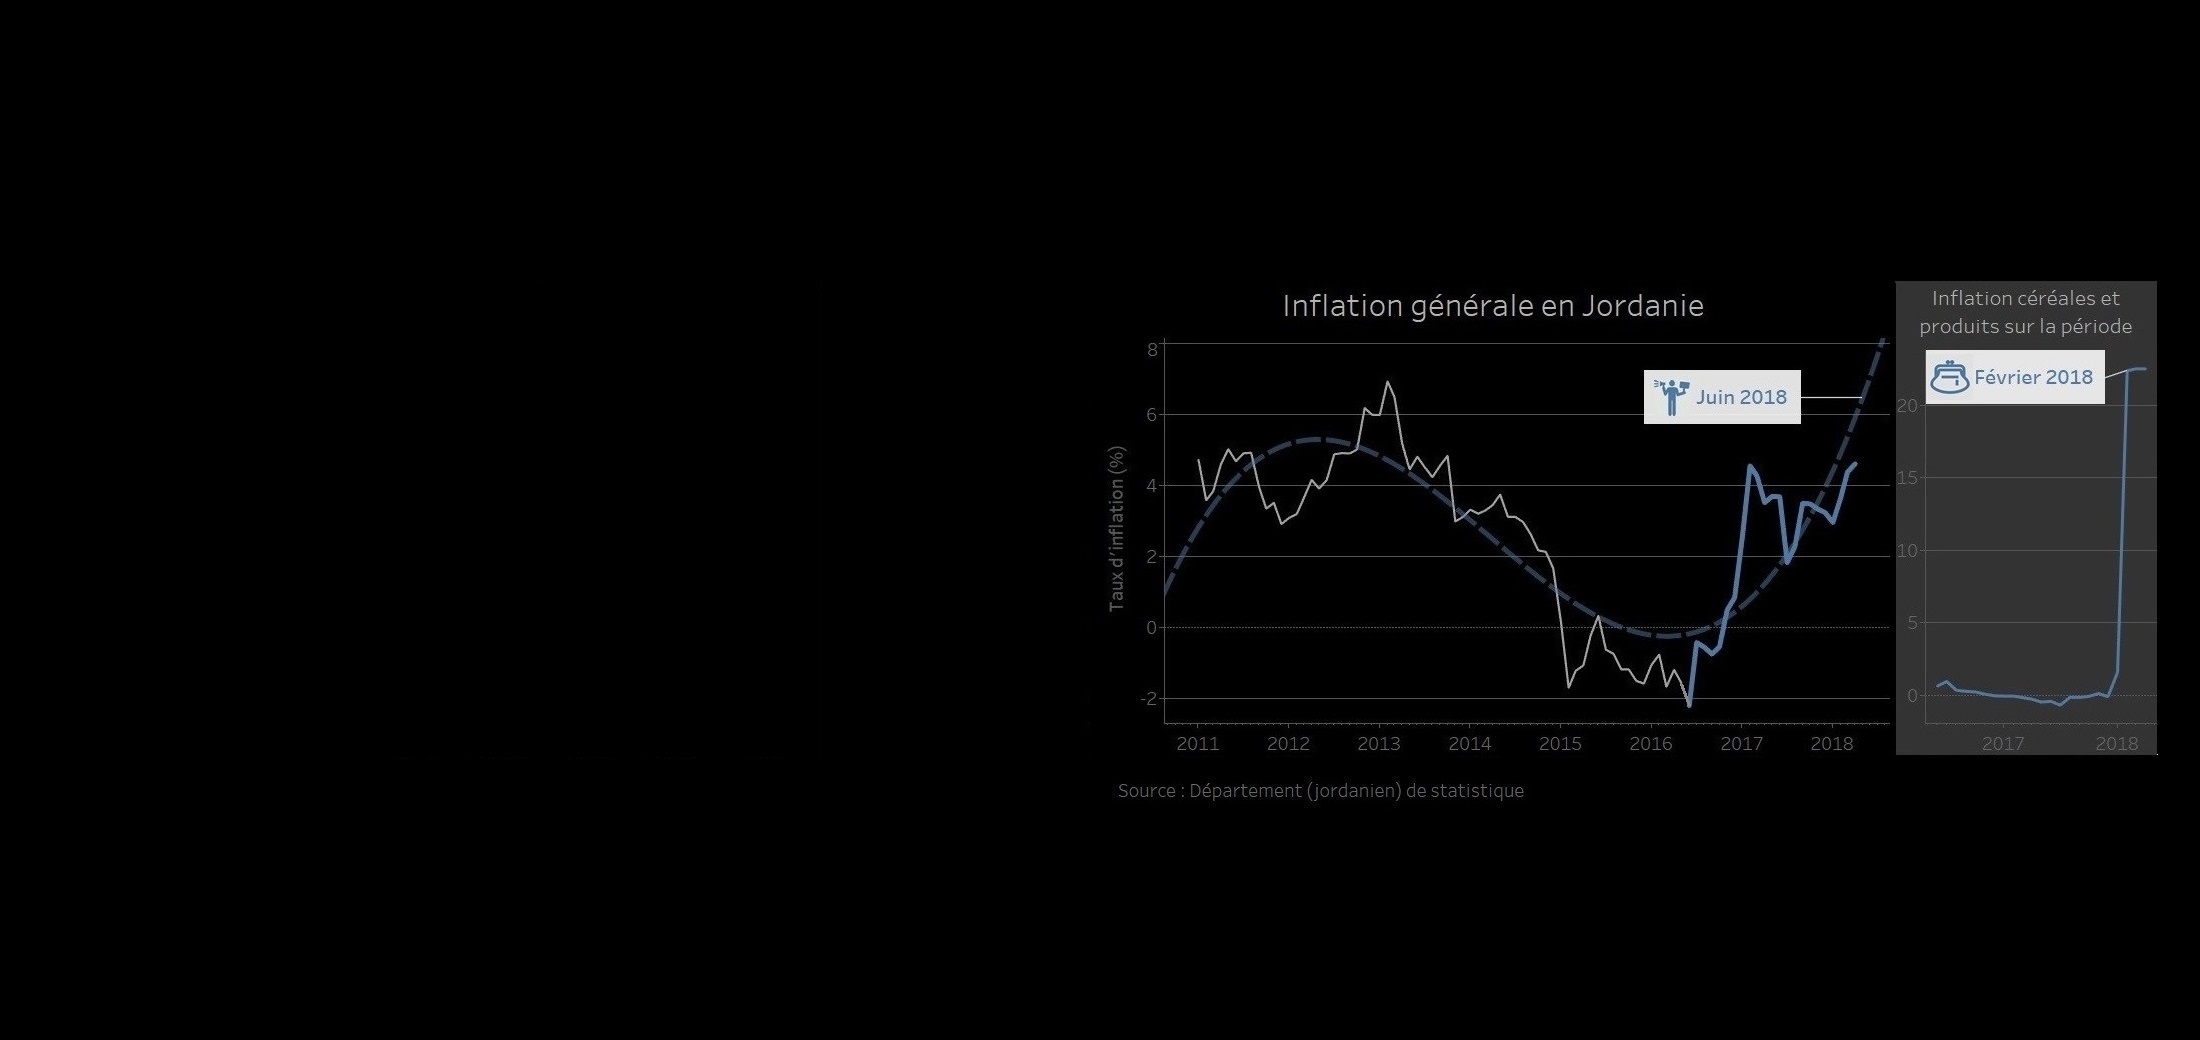 Inflation générale en Jordanie
Inflation céréales et
produits sur la période
Taux d'inflation (%)
8
6
4
2
0
-2
Juin 2018
2011 2012 2013 2014 2015 2016 2017 2018
Février 2018
20
15
10
5
0
2017 2018
Source : Département (jordanien) de statistique